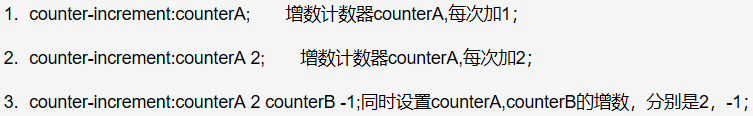 1. counter-increment:counterA; 增数计数器counterA,每次加1；
2. counter-increment:counterA 2; 增数计数器counterA,每次加2；
3. counter-increment:counterA 2 counterB -1;同时设置counterA,counterB的增数，分别是2，-1；